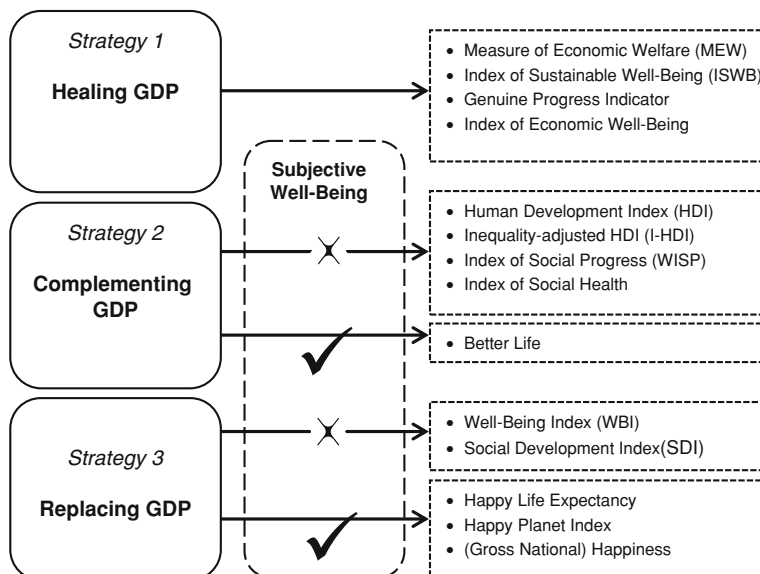 Strategy 1
Healing GDP
• Measure of Economic Welfare (MEW)
• Index of Sustainable Well-Being (ISWB)
• Genuine Progress Indicator
• Index of Economic Well-Being
Subjective
Well-Being
Strategy 2
Complementing
GDP
• Human Development Index (HDI)
• Inequality-adjusted HDI (I-HDI)
• Index of Social Progress (WISP)
• Index of Social Health
• Better Life
Strategy 3
Replacing GDP
• Well-Being Index (WBI)
• Social Development Index(SDI)
• Happy Life Expectancy
• Happy Planet Index
• (Gross National) Happiness